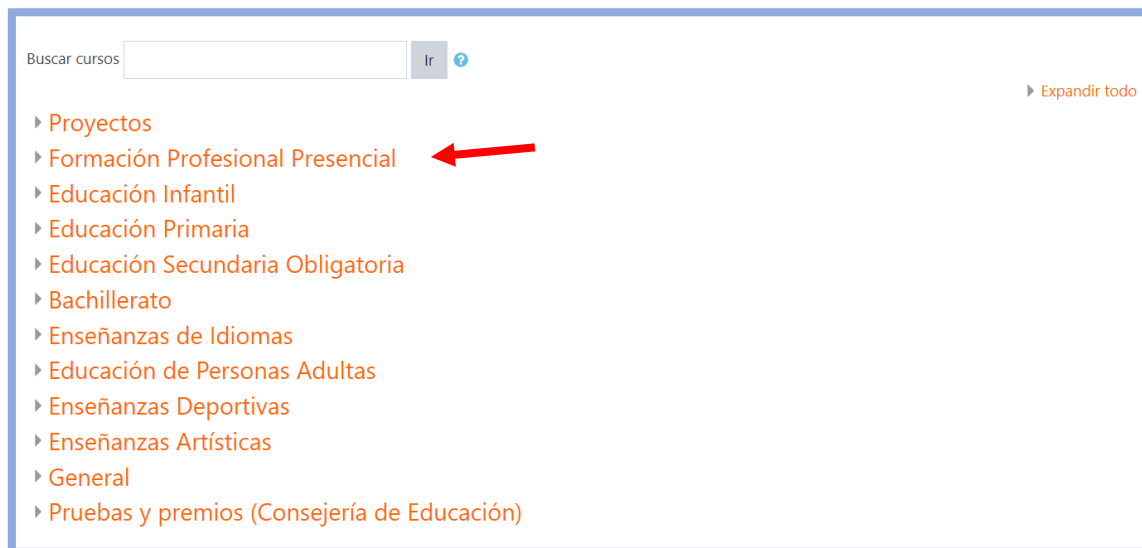 Buscar cursos Ir
Expandir todo
Proyectos
Formación Profesional Presencial
Educación Infantil
Educación Primaria
Educación Secundaria Obligatoria
Bachillerato
Enseñanzas de Idiomas
Educación de Personas Adultas
Enseñanzas Deportivas
Enseñanzas Artísticas
General
Pruebas y premios (Consejería de Educación)